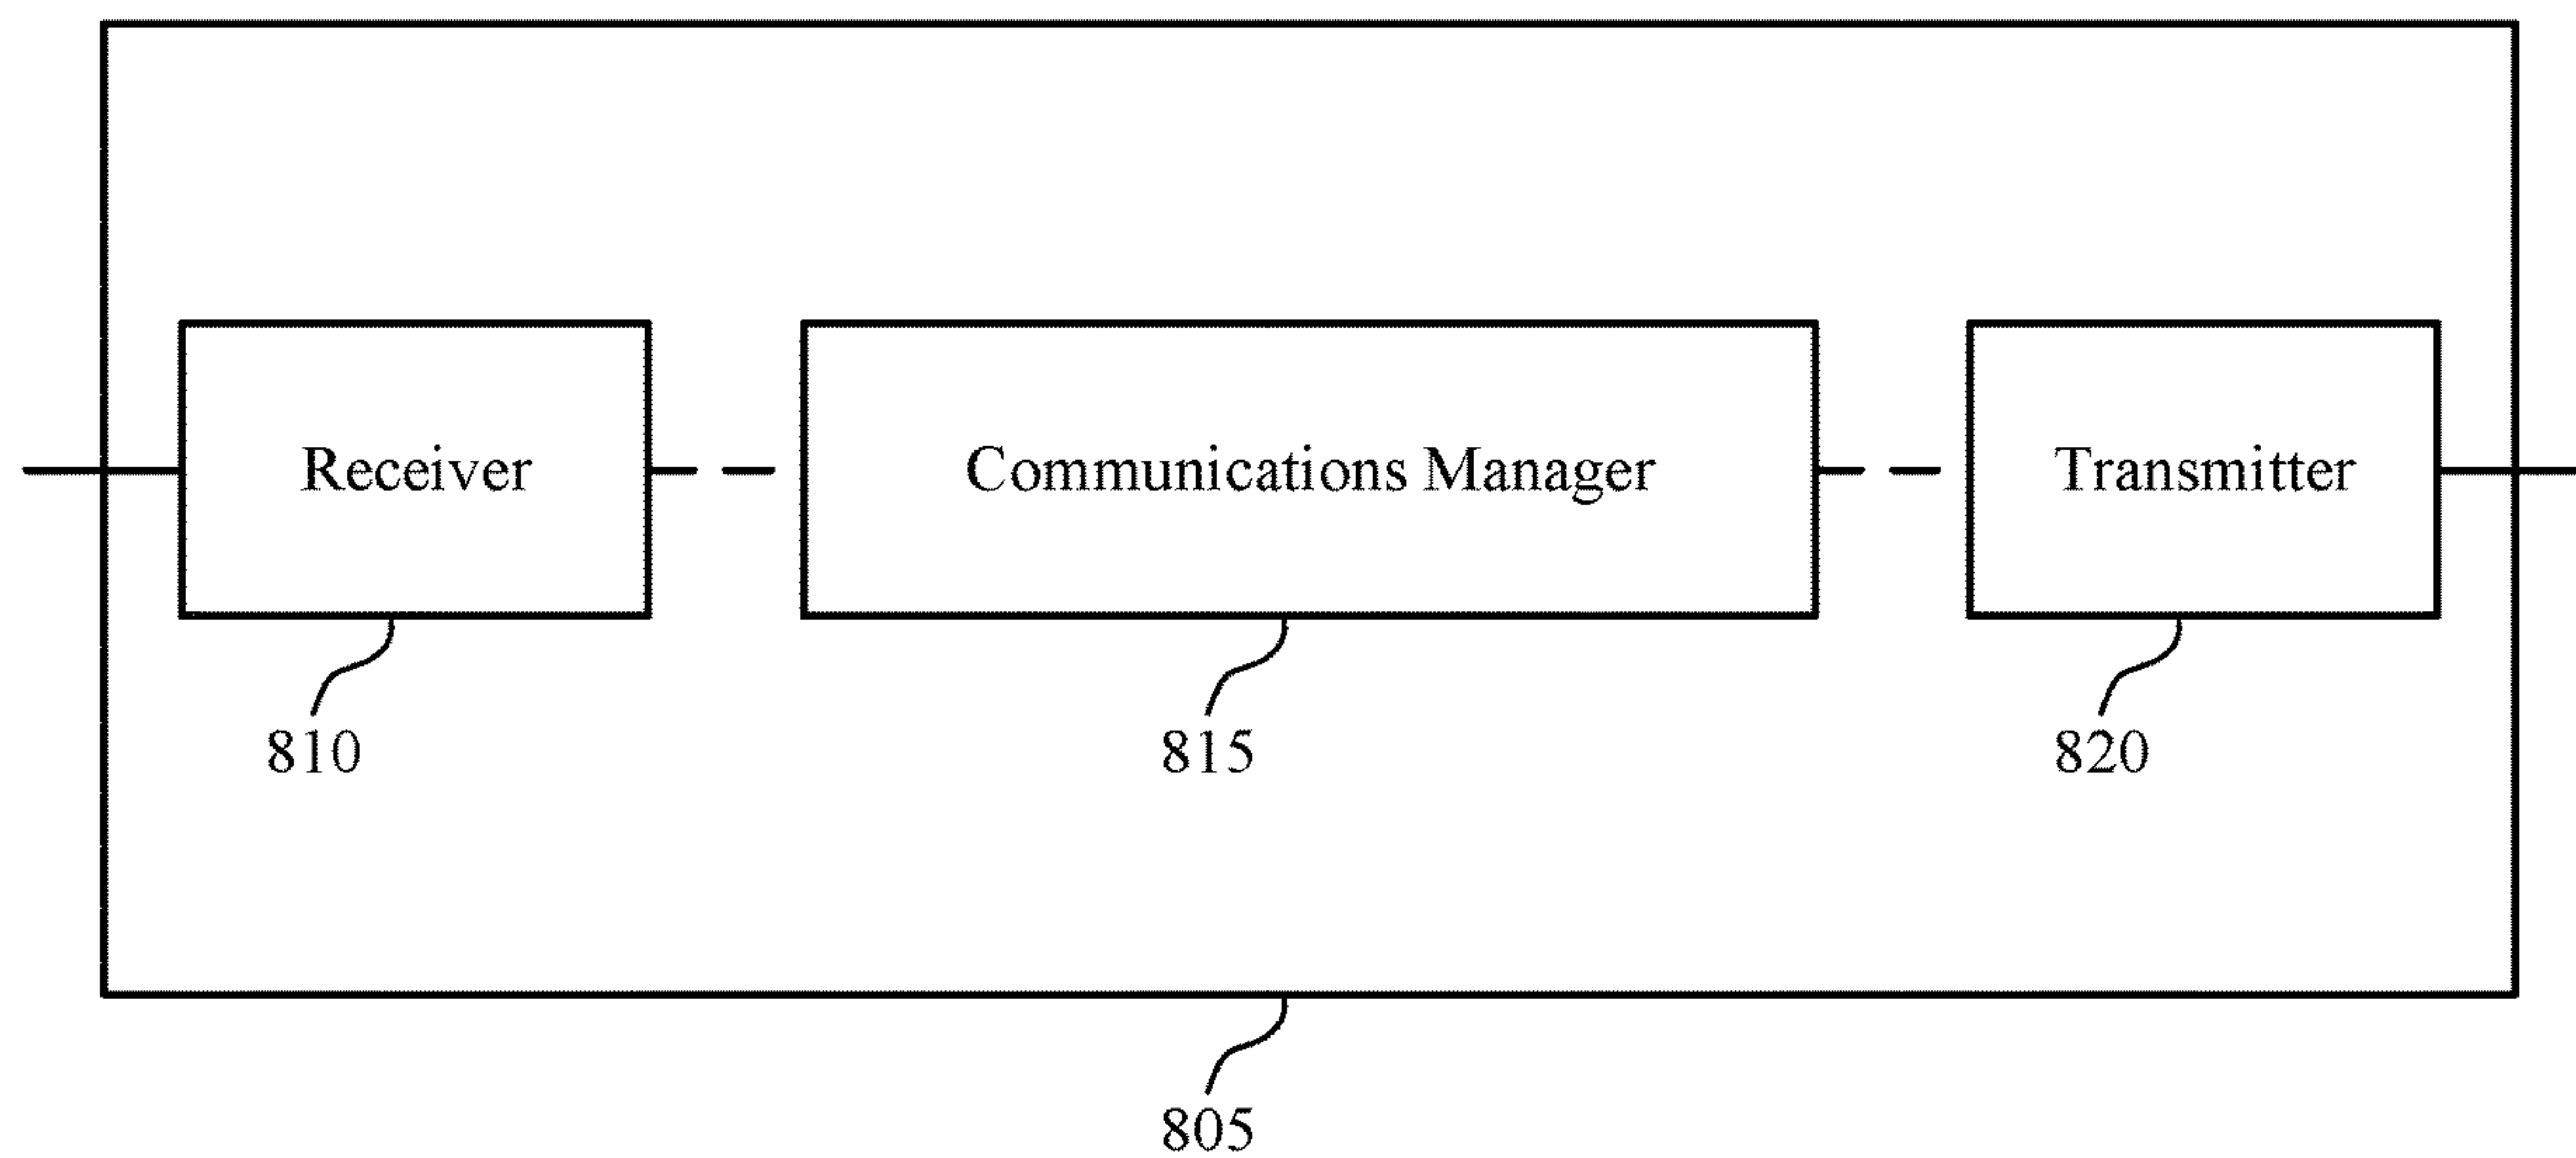 Receiver
Communications Manager
Transmitter
810
815
820
805